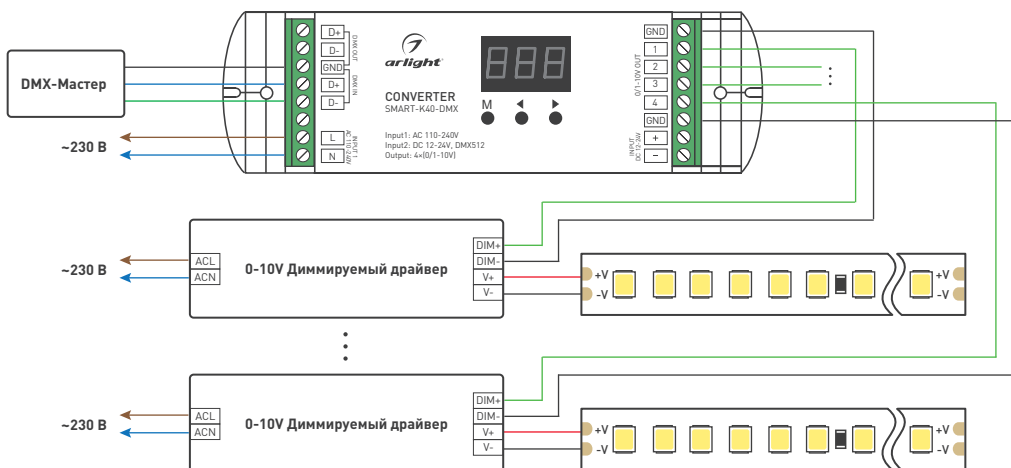 DMX-Мастер
~230 В
D+
D-
GND
D+
D-
L
N
DMX OUT
DMX IN
INPUT 1
AC 110-240V
arlight
CONVERTER
SMART-K40-DMX
Input1: AC 110-240V
Input2: DC 12-24V, DMX512
Output: 4×(0/1-10V)
M
GND
1
2
3
4
GND
+
−
0/1-10V OUT
INPUT
DC 12-24V
~230 В
ACL
ACN
0-10V Диммируемый драйвер
DIM+
DIM-
V+
V-
+V
-V
+V
-V
~230 В
ACL
ACN
0-10V Диммируемый драйвер
DIM+
DIM-
V+
V-
+V
-V
+V
-V